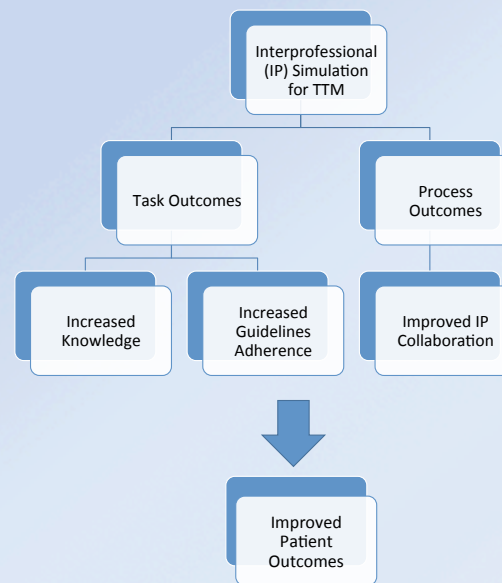 Interprofessional
(IP) Simulation
for TTM
Task Outcomes
Process
Outcomes
Increased
Knowledge
Increased
Guidelines
Adherence
Improved IP
Collaboration
Improved
Patient
Outcomes